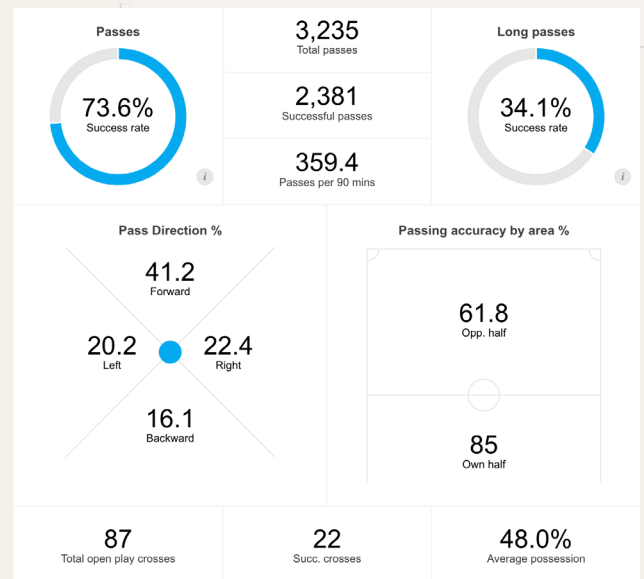 Passes
73.6%
Success rate
i
3,235
Total passes
2,381
Successful passes
359.4
Passes per 90 mins
Long passes
34.1%
Success rate
i
Pass Direction %
41.2
Forward
20.2
Left
22.4
Right
16.1
Backward
Passing accuracy by area %
61.8
Opp. half
85
Own half
87
Total open play crosses
22
Succ. crosses
48.0%
Average possession